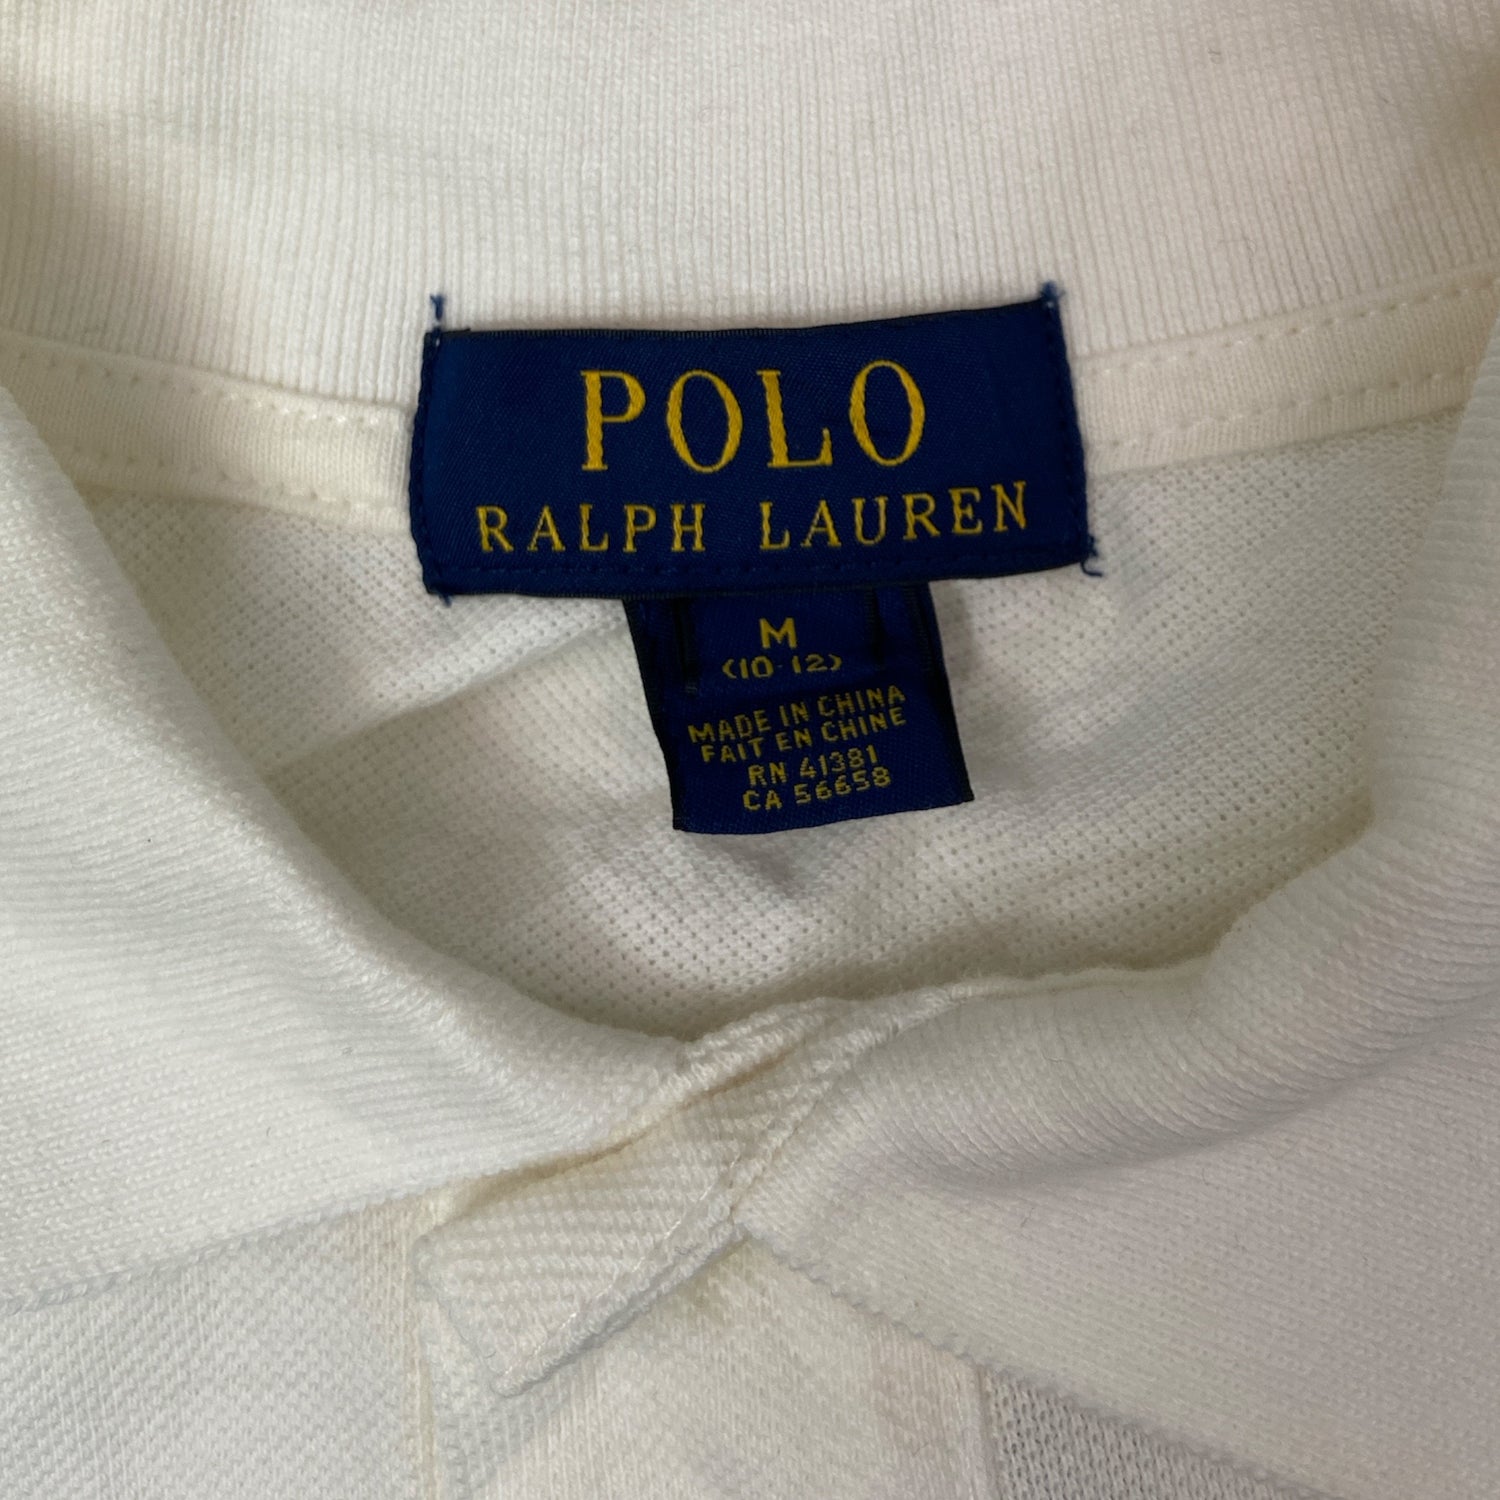 POLO
RALPH LAUREN
M
(10-12)
MADE IN CHINA
FAIT EN CHINE
RN 41381
CA 56658